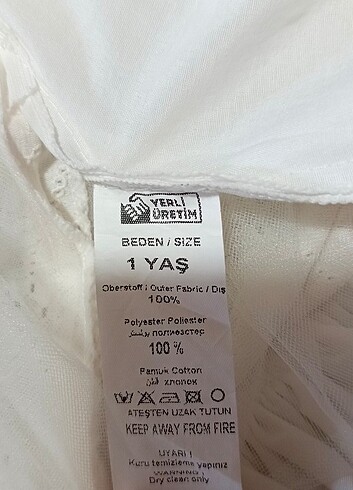 YERLİ
ÜRETİM
BEDEN / SIZE
1 YAŞ
Oberstoff / Outer Fabric / Dış
100%
Polyester Poliester
полиэстер
100 %
Pamuk Cotton
قطن хлопок
ATEŞTEN UZAK TUTUN
KEEP AWAY FROM FIRE
UYARI !
Kuru temizleme yapınız
WARNING !
Dry clean only